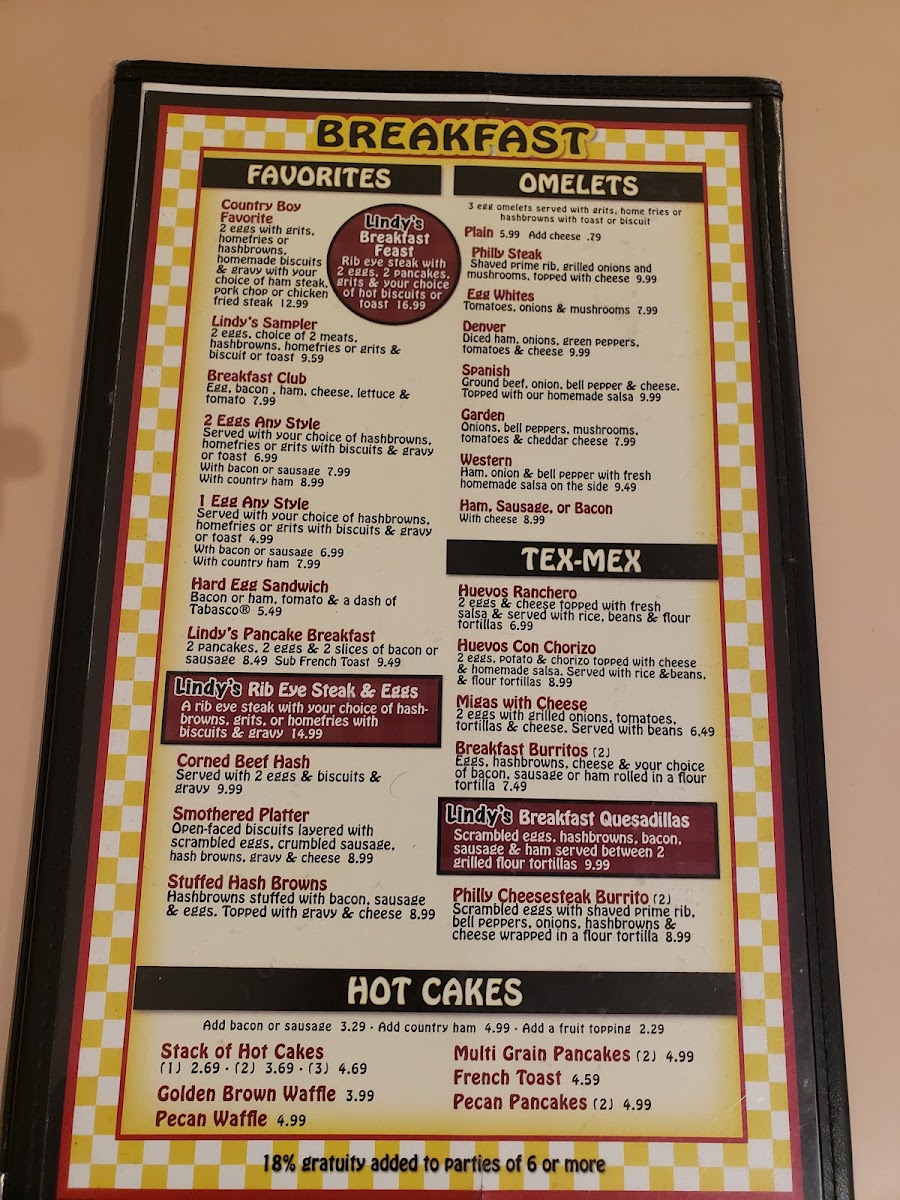 BREAKFAST
FAVORITES
Country Boy
Favorite
2 eggs with grits,
homefries or
hashbrowns,
homemade biscuits
& gravy with your
choice of ham steak,
pork chop or chicken
fried steak 12.99
Lindy's
Breakfast
Feast
Rib eye steak with
2 eggs, 2 pancakes,
grits & your choice
of hot biscuits or
toast 16.99
Lindy's Sampler
2 eggs, choice of 2 meats,
hashbrowns, homefries or grits &
biscuit or toast 9.59
Breakfast Club
Egg, bacon , ham, cheese, lettuce &
tomato 7.99
2 Eggs Any Style
Served with your choice of hashbrowns,
homefries or grits with biscuits & gravy
or toast 6.99
With bacon or sausage 7.99
With country ham 8.99
1 Egg Any Style
Served with your choice of hashbrowns,
homefries or grits with biscuits & gravy
or toast 4.99
Wth bacon or sausage 6.99
With country ham 7.99
Hard Egg Sandwich
Bacon or ham, tomato & a dash of
Tabasco® 5.49
Lindy's Pancake Breakfast
2 pancakes, 2 eggs & 2 slices of bacon or
sausage 8.49 Sub French Toast 9.49
Lindy's Rib Eye Steak & Eggs
A rib eye steak with your choice of hash-
browns, grits, or homefries with
biscuits & gravy 14.99
Corned Beef Hash
Served with 2 eggs & biscuits &
gravy 9.99
Smothered Platter
Open-faced biscuits layered with
scrambled eggs, crumbled sausage,
hash browns, gravy & cheese 8.99
Stuffed Hash Browns
Hashbrowns stuffed with bacon, sausage
& eggs. Topped with gravy & cheese 8.99
OMELETS
3 egg omelets served with grits, home fries or
hashbrowns with toast or biscuit
Plain 5.99 Add cheese .79
Philly Steak
Shaved prime rib, grilled onions and
mushrooms, topped with cheese 9.99
Egg Whites
Tomatoes, onions & mushrooms 7.99
Denver
Diced ham, onions, green peppers,
tomatoes & cheese 9.99
Spanish
Ground beef, onion, bell pepper & cheese.
Topped with our homemade salsa 9.99
Garden
Onions, bell peppers, mushrooms,
tomatoes & cheddar cheese 7.99
Western
Ham, onion & bell pepper with fresh
homemade salsa on the side 9.49
Ham, Sausage, or Bacon
With cheese 8.99
TEX-MEX
Huevos Ranchero
2 eggs & cheese topped with fresh
salsa & served with rice, beans & flour
tortillas 6.99
Huevos Con Chorizo
2 eggs, potato & chorizo topped with cheese
& homemade salsa. Served with rice &beans,
& flour tortillas 8.99
Migas with Cheese
2 eggs with grilled onions, tomatoes,
tortillas & cheese. Served with beans 6.49
Breakfast Burritos (2)
Eggs, hashbrowns, cheese & your choice
of bacon, sausage or ham rolled in a flour
tortilla 7.49
Lindy's Breakfast Quesadillas
Scrambled eggs, hashbrowns, bacon,
sausage & ham served between 2
grilled flour tortillas 9.99
Philly Cheesesteak Burrito (2)
Scrambled eggs with shaved prime rib,
bell peppers, onions, hashbrowns &
cheese wrapped in a flour tortilla 8.99
HOT CAKES
Add bacon or sausage 3.29 · Add country ham 4.99 · Add a fruit topping 2.29
Stack of Hot Cakes
(1) 2.69 · (2) 3.69 · (3) 4.69
Golden Brown Waffle 3.99
Pecan Waffle 4.99
Multi Grain Pancakes (2) 4.99
French Toast 4.59
Pecan Pancakes (2) 4.99
18% gratuity added to parties of 6 or more